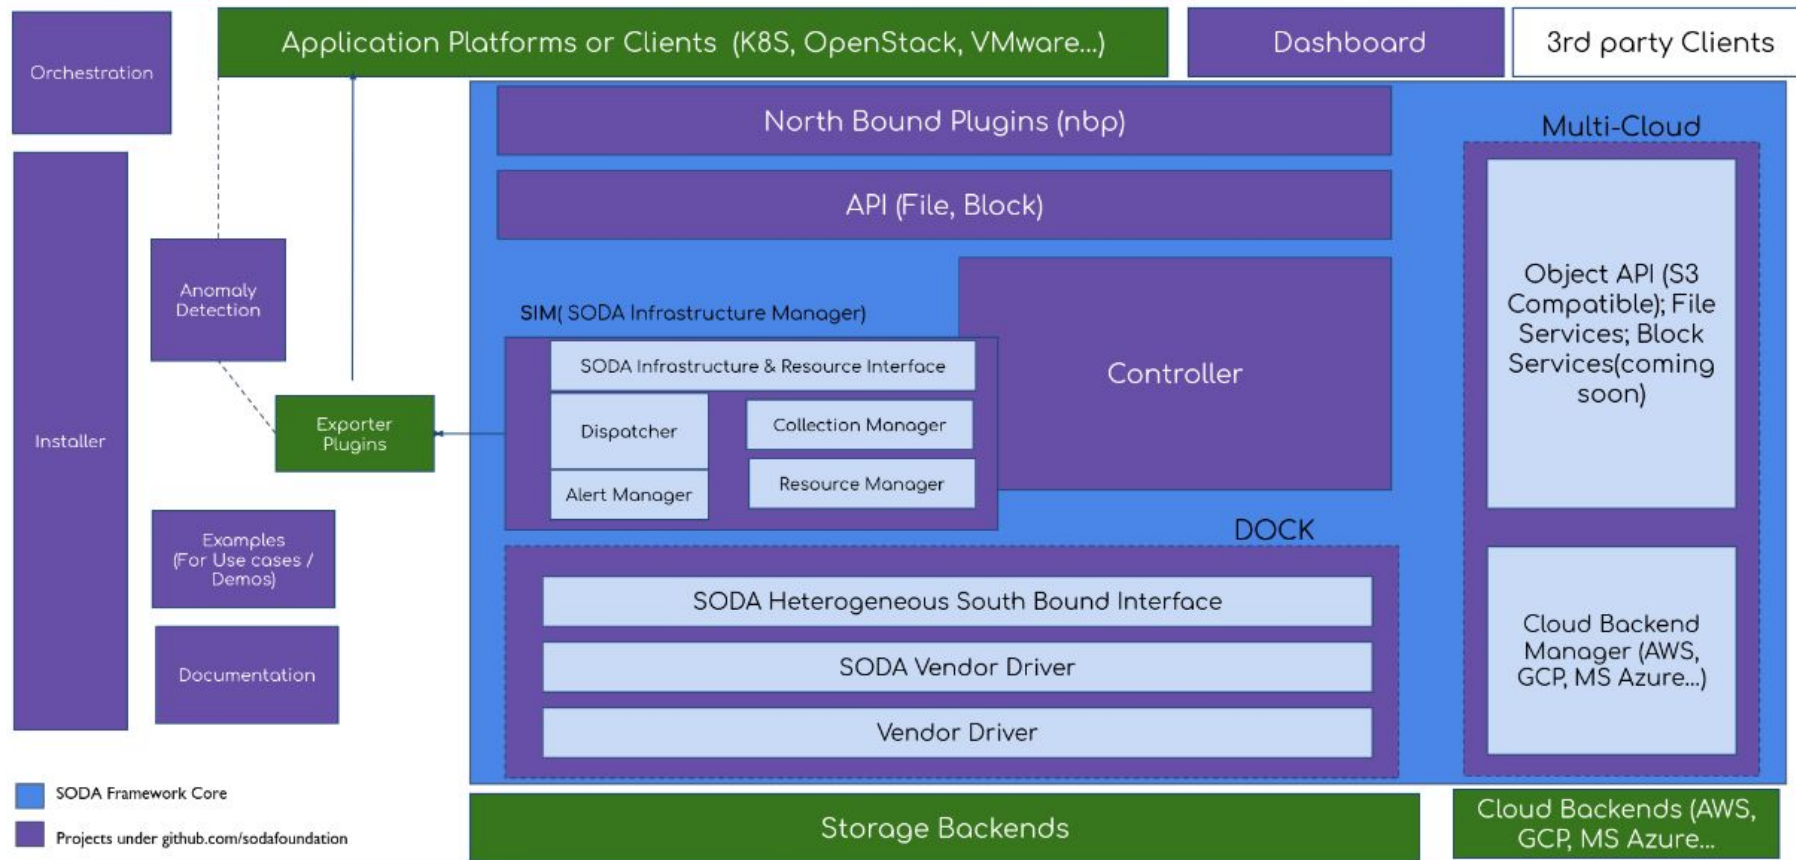 Orchestration
Application Platforms or Clients (K8S, OpenStack, VMware...)
Dashboard
3rd party Clients
North Bound Plugins (nbp)
Multi-Cloud
API (File, Block)
Installer
Anomaly
Detection
SIM( SODA Infrastructure Manager)
SODA Infrastructure & Resource Interface
Dispatcher
Alert Manager
Collection Manager
Resource Manager
Controller
Object API (S3
Compatible); File
Services; Block
Services(coming
soon)
Exporter
Plugins
Examples
(For Use cases /
Demos)
Documentation
DOCK
SODA Heterogeneous South Bound Interface
SODA Vendor Driver
Vendor Driver
Cloud Backend
Manager (AWS,
GCP, MS Azure...)
SODA Framework Core
Projects under github.com/sodafoundation
Storage Backends
Cloud Backends (AWS,
GCP, MS Azure...